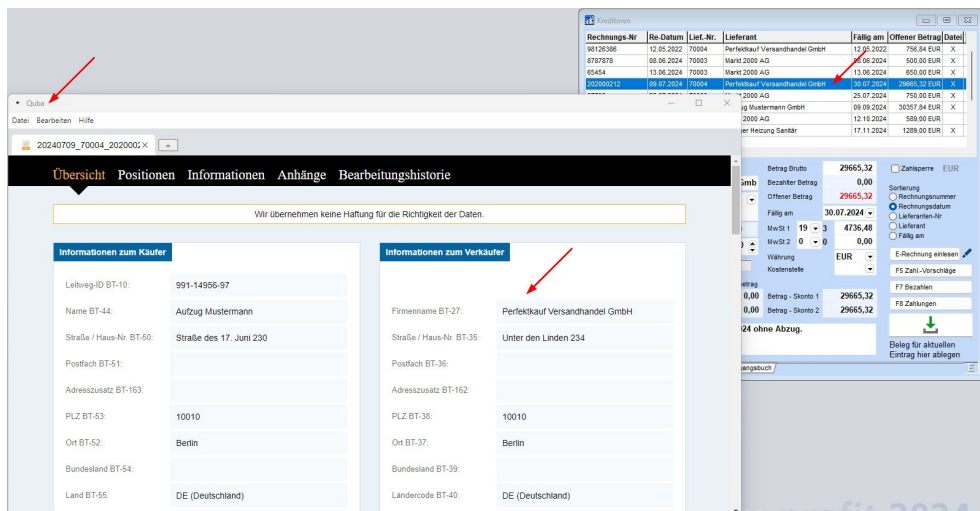 Kreditoren
Rechnungs-Nr Re-Datum Lief.-Nr. Lieferant Fällig am Offener Betrag Datei
98126386 12.05.2022 70004 Perfektkauf Versandhandel GmbH 12.05.2022 756,84 EUR X
8787878 08.06.2024 70003 Markt 2000 AG 08.06.2024 500,00 EUR X
65454 13.06.2024 70003 Markt 2000 AG 13.06.2024 650,00 EUR X
202000212 09.07.2024 70004 Perfektkauf Versandhandel GmbH 30.07.2024 29665,32 EUR X
25.07.2024 750,00 EUR X
Mustermann GmbH 09.09.2024 30357,84 EUR X
2000 AG 12.10.2024 589,00 EUR X
Heizung Sanitär 17.11.2024 1289,00 EUR X
Quba
Datei Bearbeiten Hilfe
20240709_70004_202000
Übersicht Positionen Informationen Anhänge Bearbeitungshistorie
Wir übernehmen keine Haftung für die Richtigkeit der Daten.
Informationen zum Käufer
Leitweg-ID BT-10: 991-14956-97
Name BT-44: Aufzug Mustermann
Straße / Haus-Nr. BT-50: Straße des 17. Juni 230
Postfach BT-51:
Adresszusatz BT-163:
PLZ BT-53: 10010
Ort BT-52: Berlin
Bundesland BT-54:
Land BT-55: DE (Deutschland)
Informationen zum Verkäufer
Firmenname BT-27: Perfektkauf Versandhandel GmbH
Straße / Haus-Nr. BT-35: Unter den Linden 234
Postfach BT-36:
Adresszusatz BT-162:
PLZ BT-38: 10010
Ort BT-37: Berlin
Bundesland BT-39:
Ländercode BT-40: DE (Deutschland)
Betrag Brutto 29665,32
Bezahlter Betrag 0,00
Offener Betrag 29665,32
Fällig am 30.07.2024
MwSt 1 19 3 4736,48
MwSt 2 0 0 0,00
Währung EUR
Kostenstelle
0,00 Betrag - Skonto 1 29665,32
0,00 Betrag - Skonto 2 29665,32
ohne Abzug.
Zahlsperre EUR
Sortierung
Rechnungsnummer
Rechnungsdatum
Lieferanten-Nr
Lieferant
Fällig am
E-Rechnung einlesen
F5 Zahl.-Vorschläge
F7 Bezahlen
F8 Zahlungen
Beleg für aktuellen
Eintrag hier ablegen